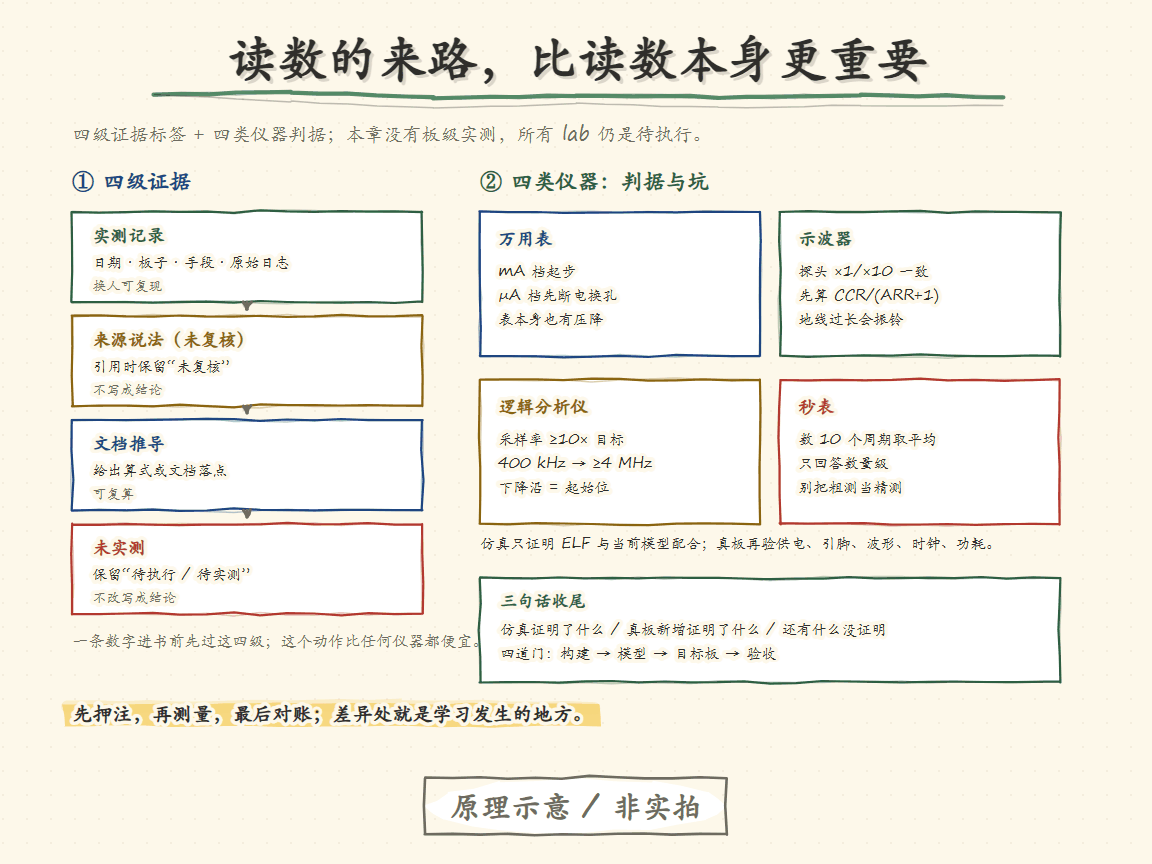 读数的来路，比读数本身更重要
四级证据标签 + 四类仪器判据；本章没有板级实测，所有 lab 仍是待执行。
① 四级证据
实测记录
日期 · 板子 · 手段 · 原始日志
换人可复现
来源说法（未复核）
引用时保留“未复核”
不写成结论
文档推导
给出算式或文档落点
可复算
未实测
保留“待执行 / 待实测”
不改写成结论
一条数字进书前先过这四级；这个动作比任何仪器都便宜。
② 四类仪器：判据与坑
万用表
mA 档起步
μA 档先断电换孔
表本身也有压降
示波器
探头 ×1/×10 一致
先算 CCR/(ARR+1)
地线过长会振铃
逻辑分析仪
采样率 ≥10× 目标
400 kHz → ≥4 MHz
下降沿 = 起始位
秒表
数 10 个周期取平均
只回答数量级
别把粗测当精测
仿真只证明 ELF 与当前模型配合；真板再验供电、引脚、波形、时钟、功耗。
三句话收尾
仿真证明了什么 / 真板新增证明了什么 / 还有什么没证明
四道门：构建 → 模型 → 目标板 → 验收
先押注，再测量，最后对账；差异处就是学习发生的地方。
原理示意 / 非实拍